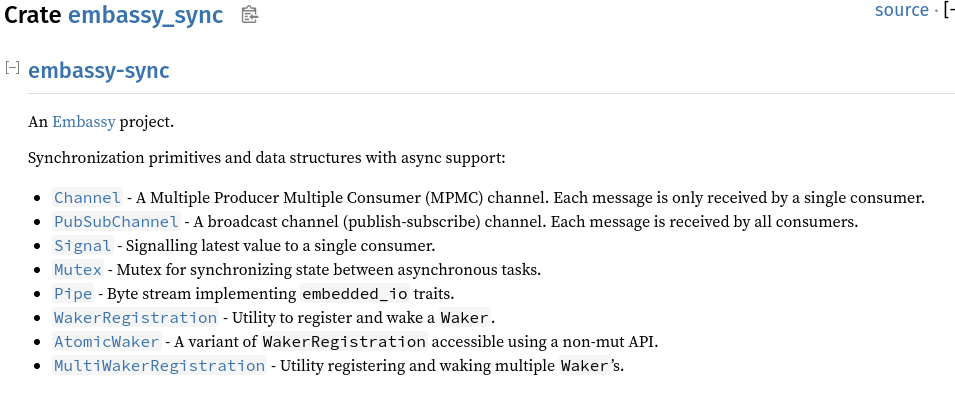 Crate embassy_sync
source · [-
[-] embassy-sync
An Embassy project.
Synchronization primitives and data structures with async support:
• Channel - A Multiple Producer Multiple Consumer (MPMC) channel. Each message is only received by a single consumer.
• PubSubChannel - A broadcast channel (publish-subscribe) channel. Each message is received by all consumers.
• Signal - Signalling latest value to a single consumer.
• Mutex - Mutex for synchronizing state between asynchronous tasks.
• Pipe - Byte stream implementing embedded_io traits.
• WakerRegistration - Utility to register and wake a Waker.
• AtomicWaker - A variant of WakerRegistration accessible using a non-mut API.
• MultiWakerRegistration - Utility registering and waking multiple Waker’s.